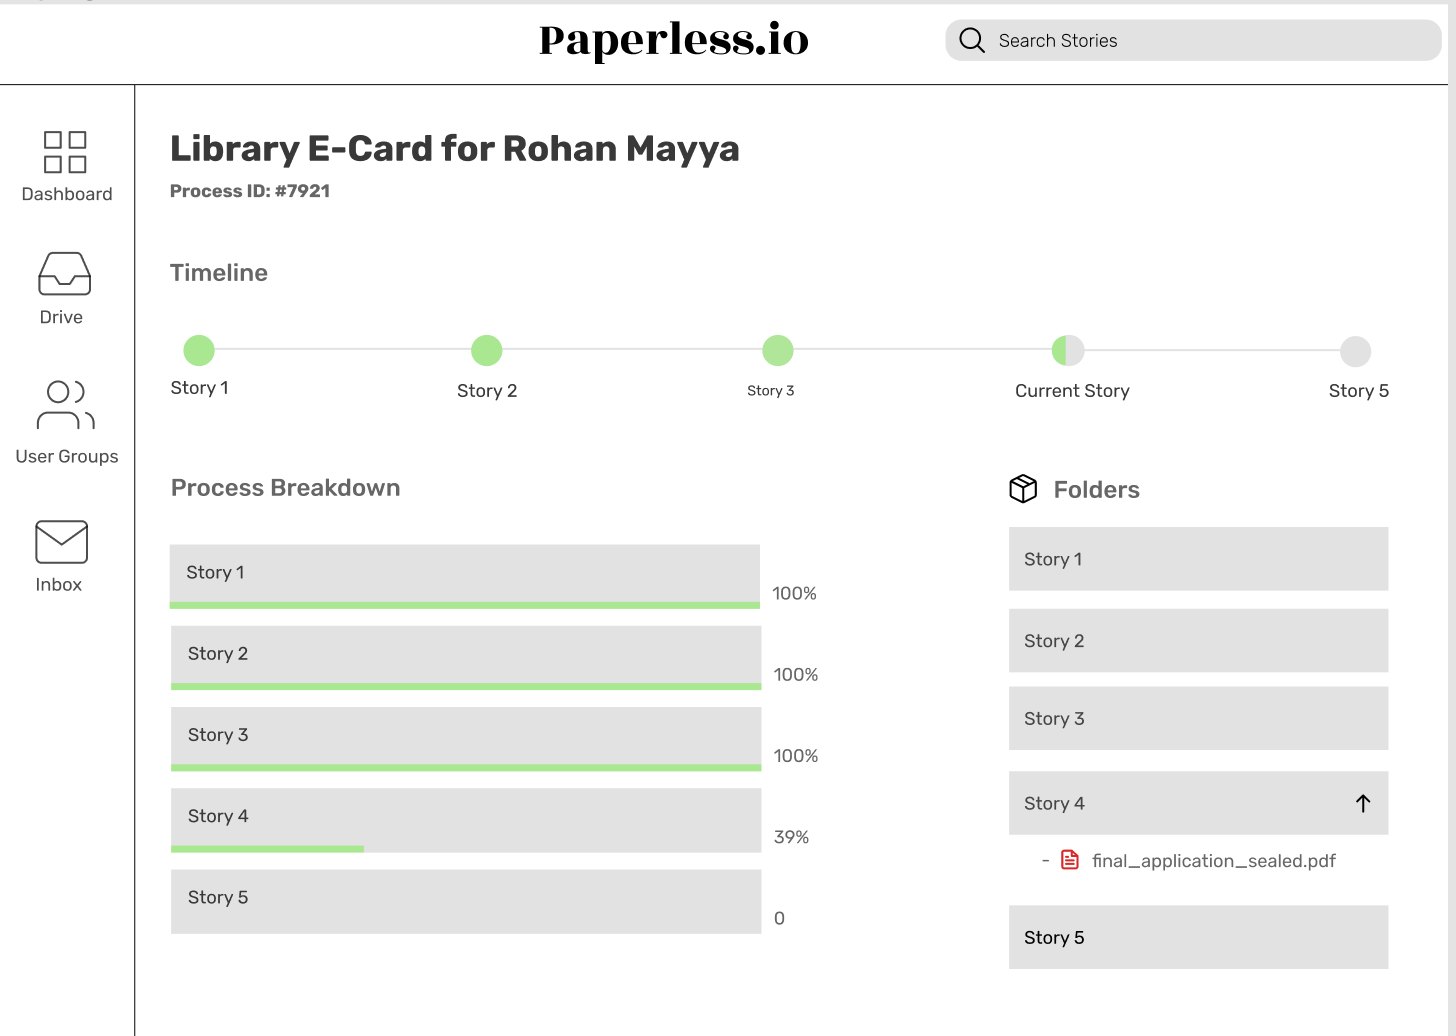 Paperless.io
Search Stories
Dashboard
Drive
User Groups
Inbox
Library E-Card for Rohan Mayya
Process ID: #7921
Timeline
Story 1
Story 2
Story 3
Current Story
Story 5
Process Breakdown
Story 1
100%
Story 2
100%
Story 3
100%
Story 4
39%
Story 5
0
Folders
Story 1
Story 2
Story 3
Story 4
- final_application_sealed.pdf
Story 5